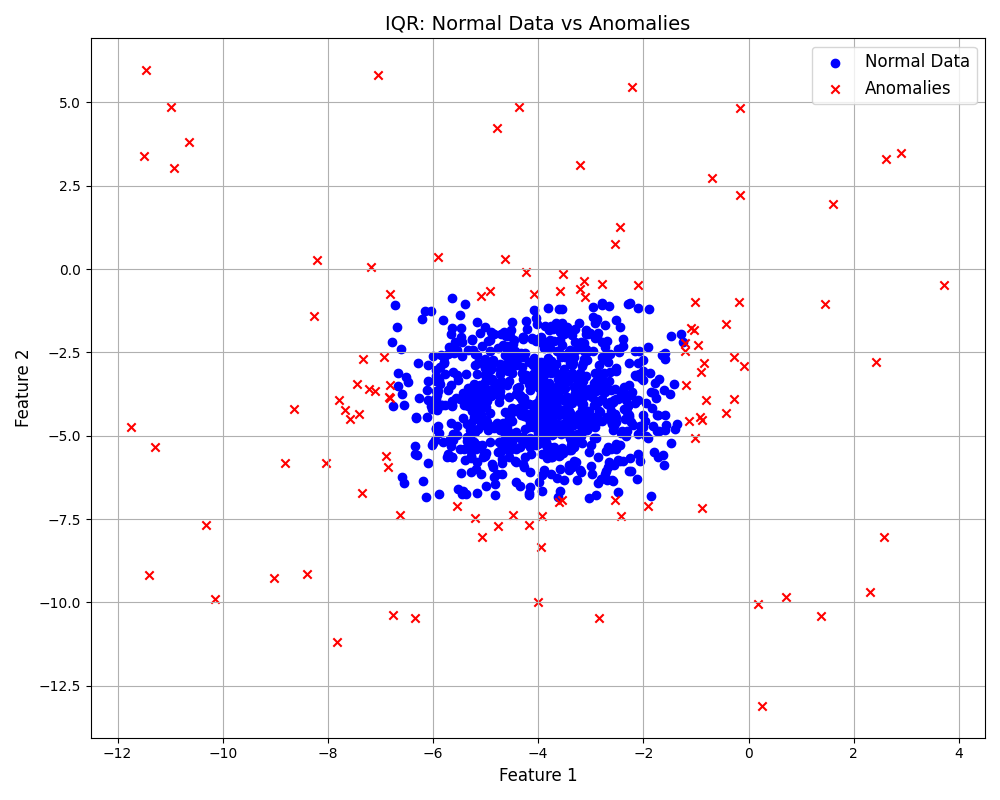 IQR: Normal Data vs Anomalies
Normal Data
Anomalies
5.0
2.5
0.0
−2.5
−5.0
−7.5
−10.0
−12.5
Feature 2
−12 −10 −8 −6 −4 −2 0 2 4
Feature 1